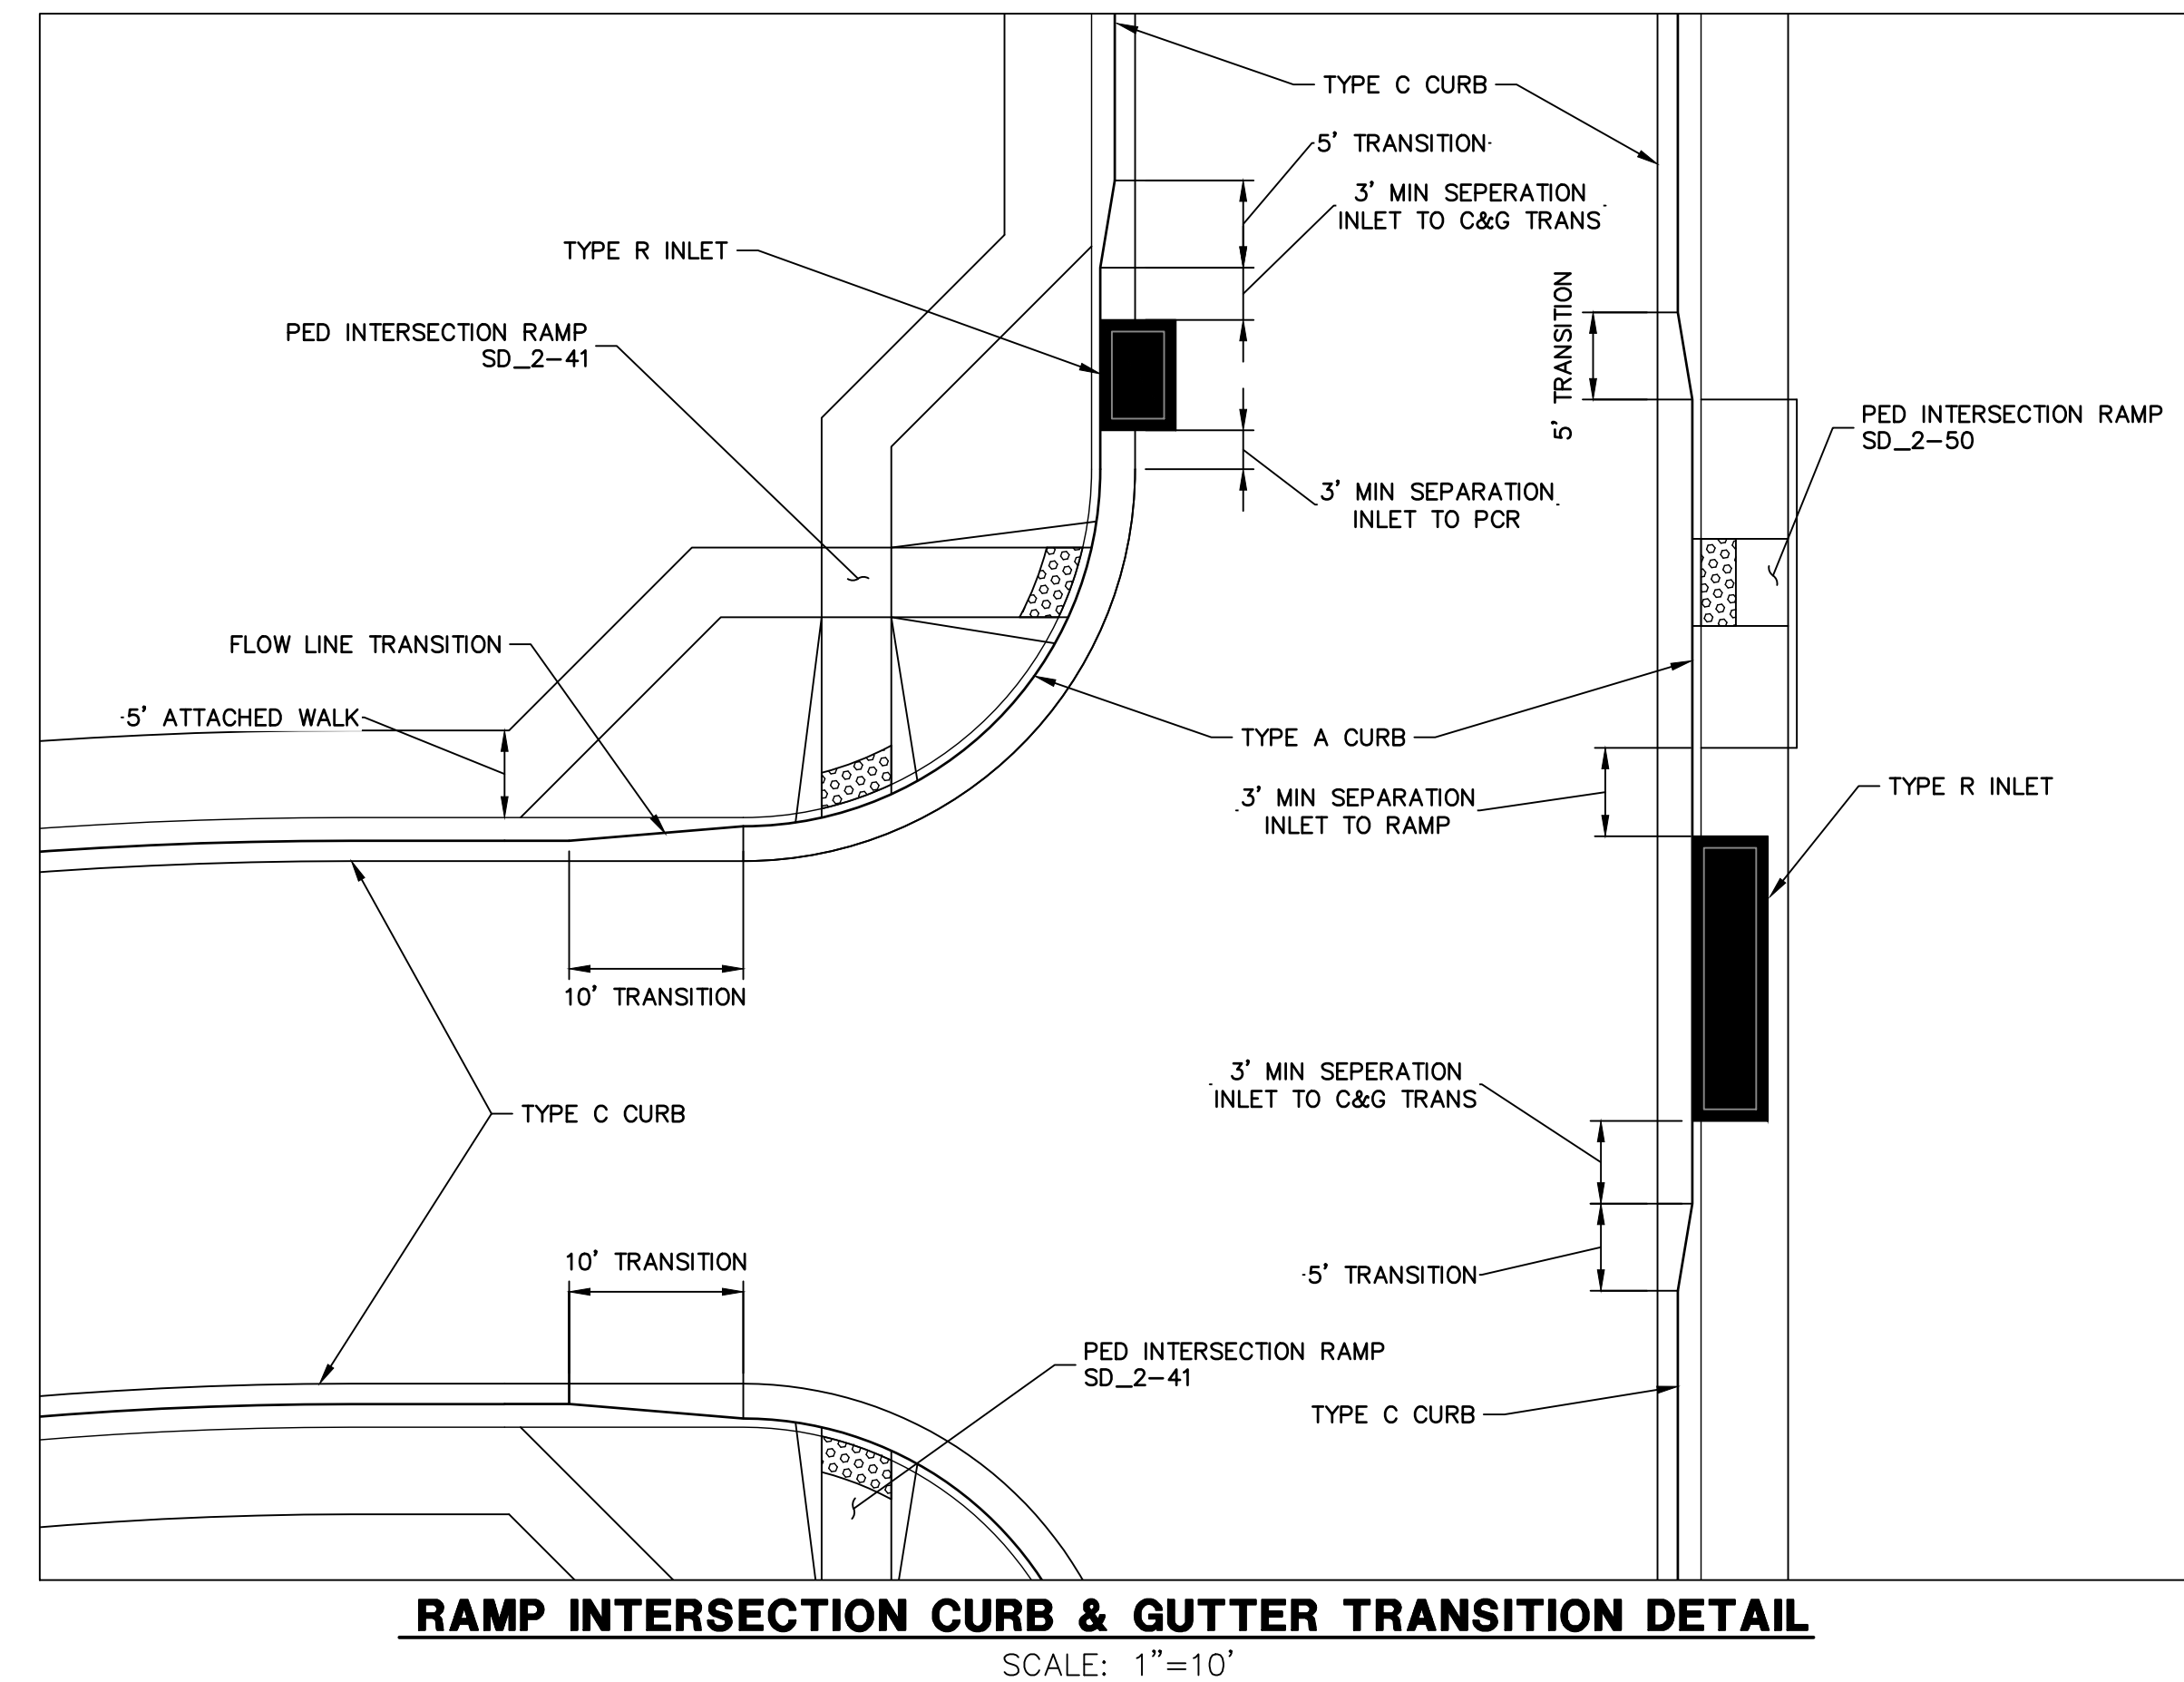 TYPE C CURB
5' TRANSITION
3' MIN SEPERATION
INLET TO C&G TRANS
TYPE R INLET
5' TRANSITION
PED INTERSECTION RAMP
SD_2-41
PED INTERSECTION RAMP
SD_2-50
3' MIN SEPARATION
INLET TO PCR
FLOW LINE TRANSITION
5' ATTACHED WALK
TYPE A CURB
TYPE R INLET
3' MIN SEPARATION
INLET TO RAMP
10' TRANSITION
3' MIN SEPERATION
INLET TO C&G TRANS
TYPE C CURB
10' TRANSITION
5' TRANSITION
PED INTERSECTION RAMP
SD_2-41
TYPE C CURB
RAMP INTERSECTION CURB & GUTTER TRANSITION DETAIL
SCALE: 1"=10'